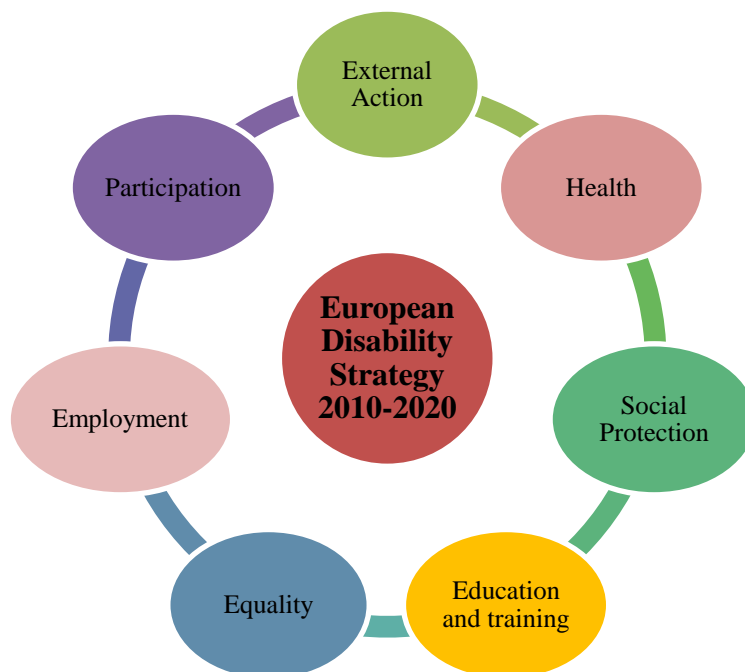 External
Action
Health
Social
Protection
Education
and training
Equality
Employment
Participation
European
Disability
Strategy
2010-2020